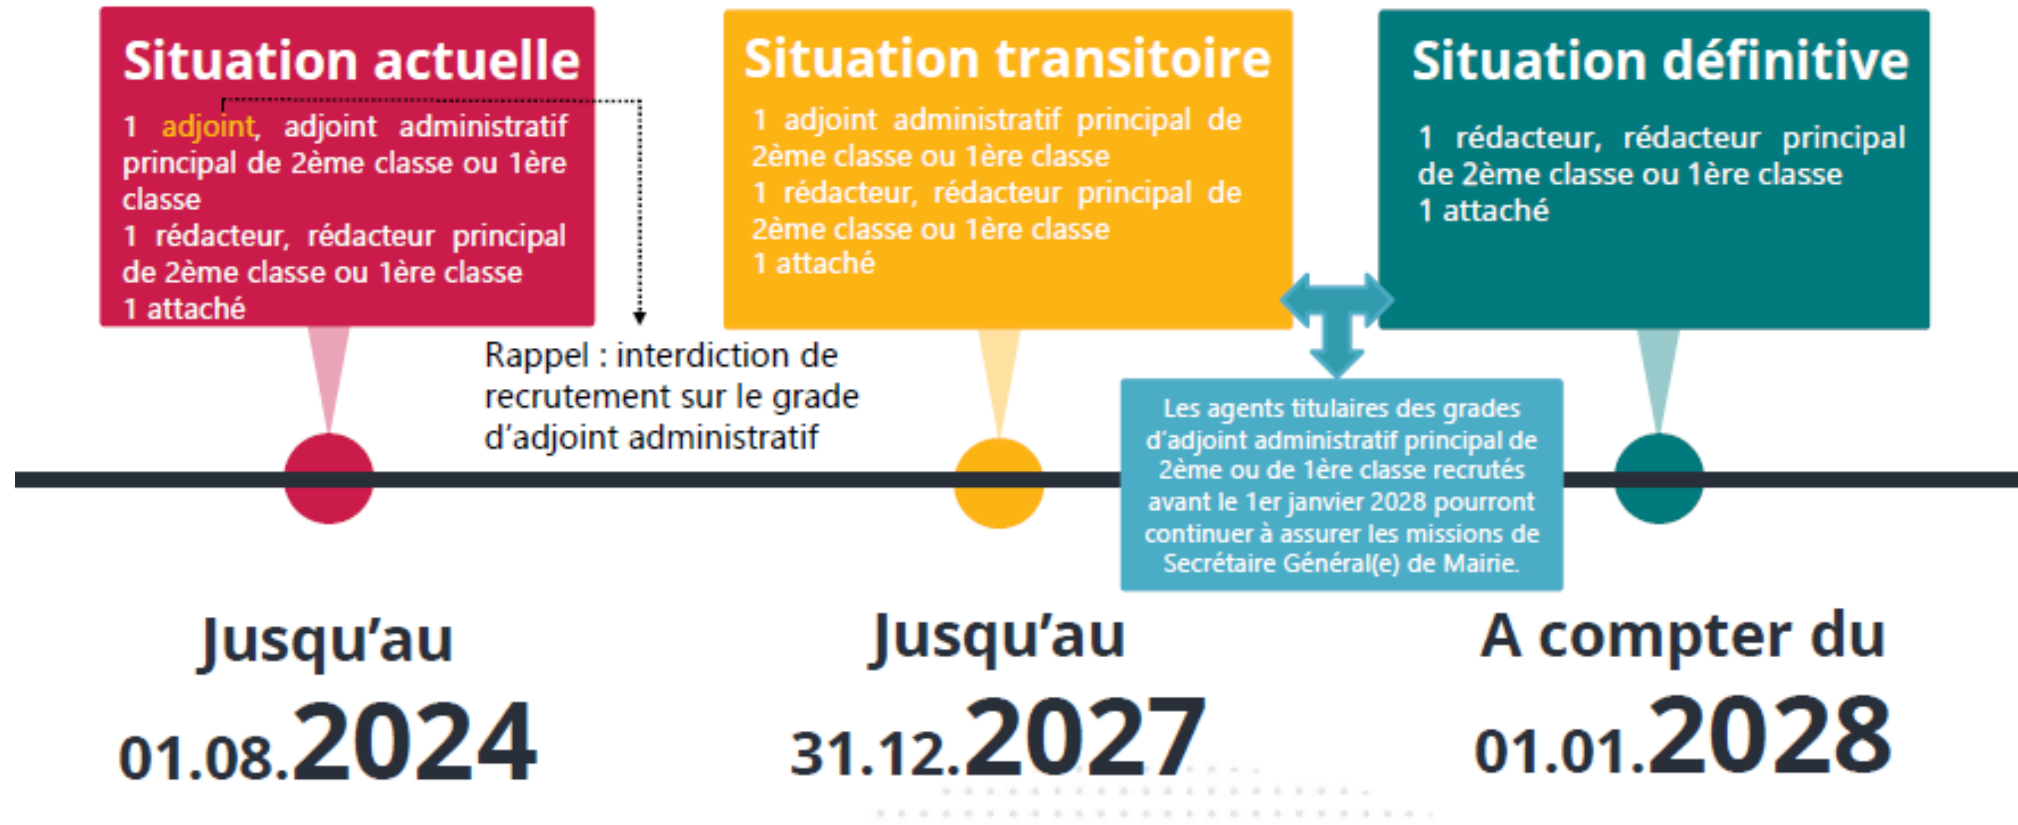 Situation actuelle
1 adjoint, adjoint administratif
principal de 2ème classe ou 1ère
classe
1 rédacteur, rédacteur principal
de 2ème classe ou 1ère classe
1 attaché
Rappel : interdiction de
recrutement sur le grade
d’adjoint administratif
Situation transitoire
1 adjoint administratif principal de
2ème classe ou 1ère classe
1 rédacteur, rédacteur principal de
2ème classe ou 1ère classe
1 attaché
Situation définitive
1 rédacteur, rédacteur principal
de 2ème classe ou 1ère classe
1 attaché
Les agents titulaires des grades
d’adjoint administratif principal de
2ème ou de 1ère classe recrutés
avant le 1er janvier 2028 pourront
continuer à assurer les missions de
Secrétaire Général(e) de Mairie.
Jusqu’au
01.08.2024
Jusqu’au
31.12.2027
A compter du
01.01.2028